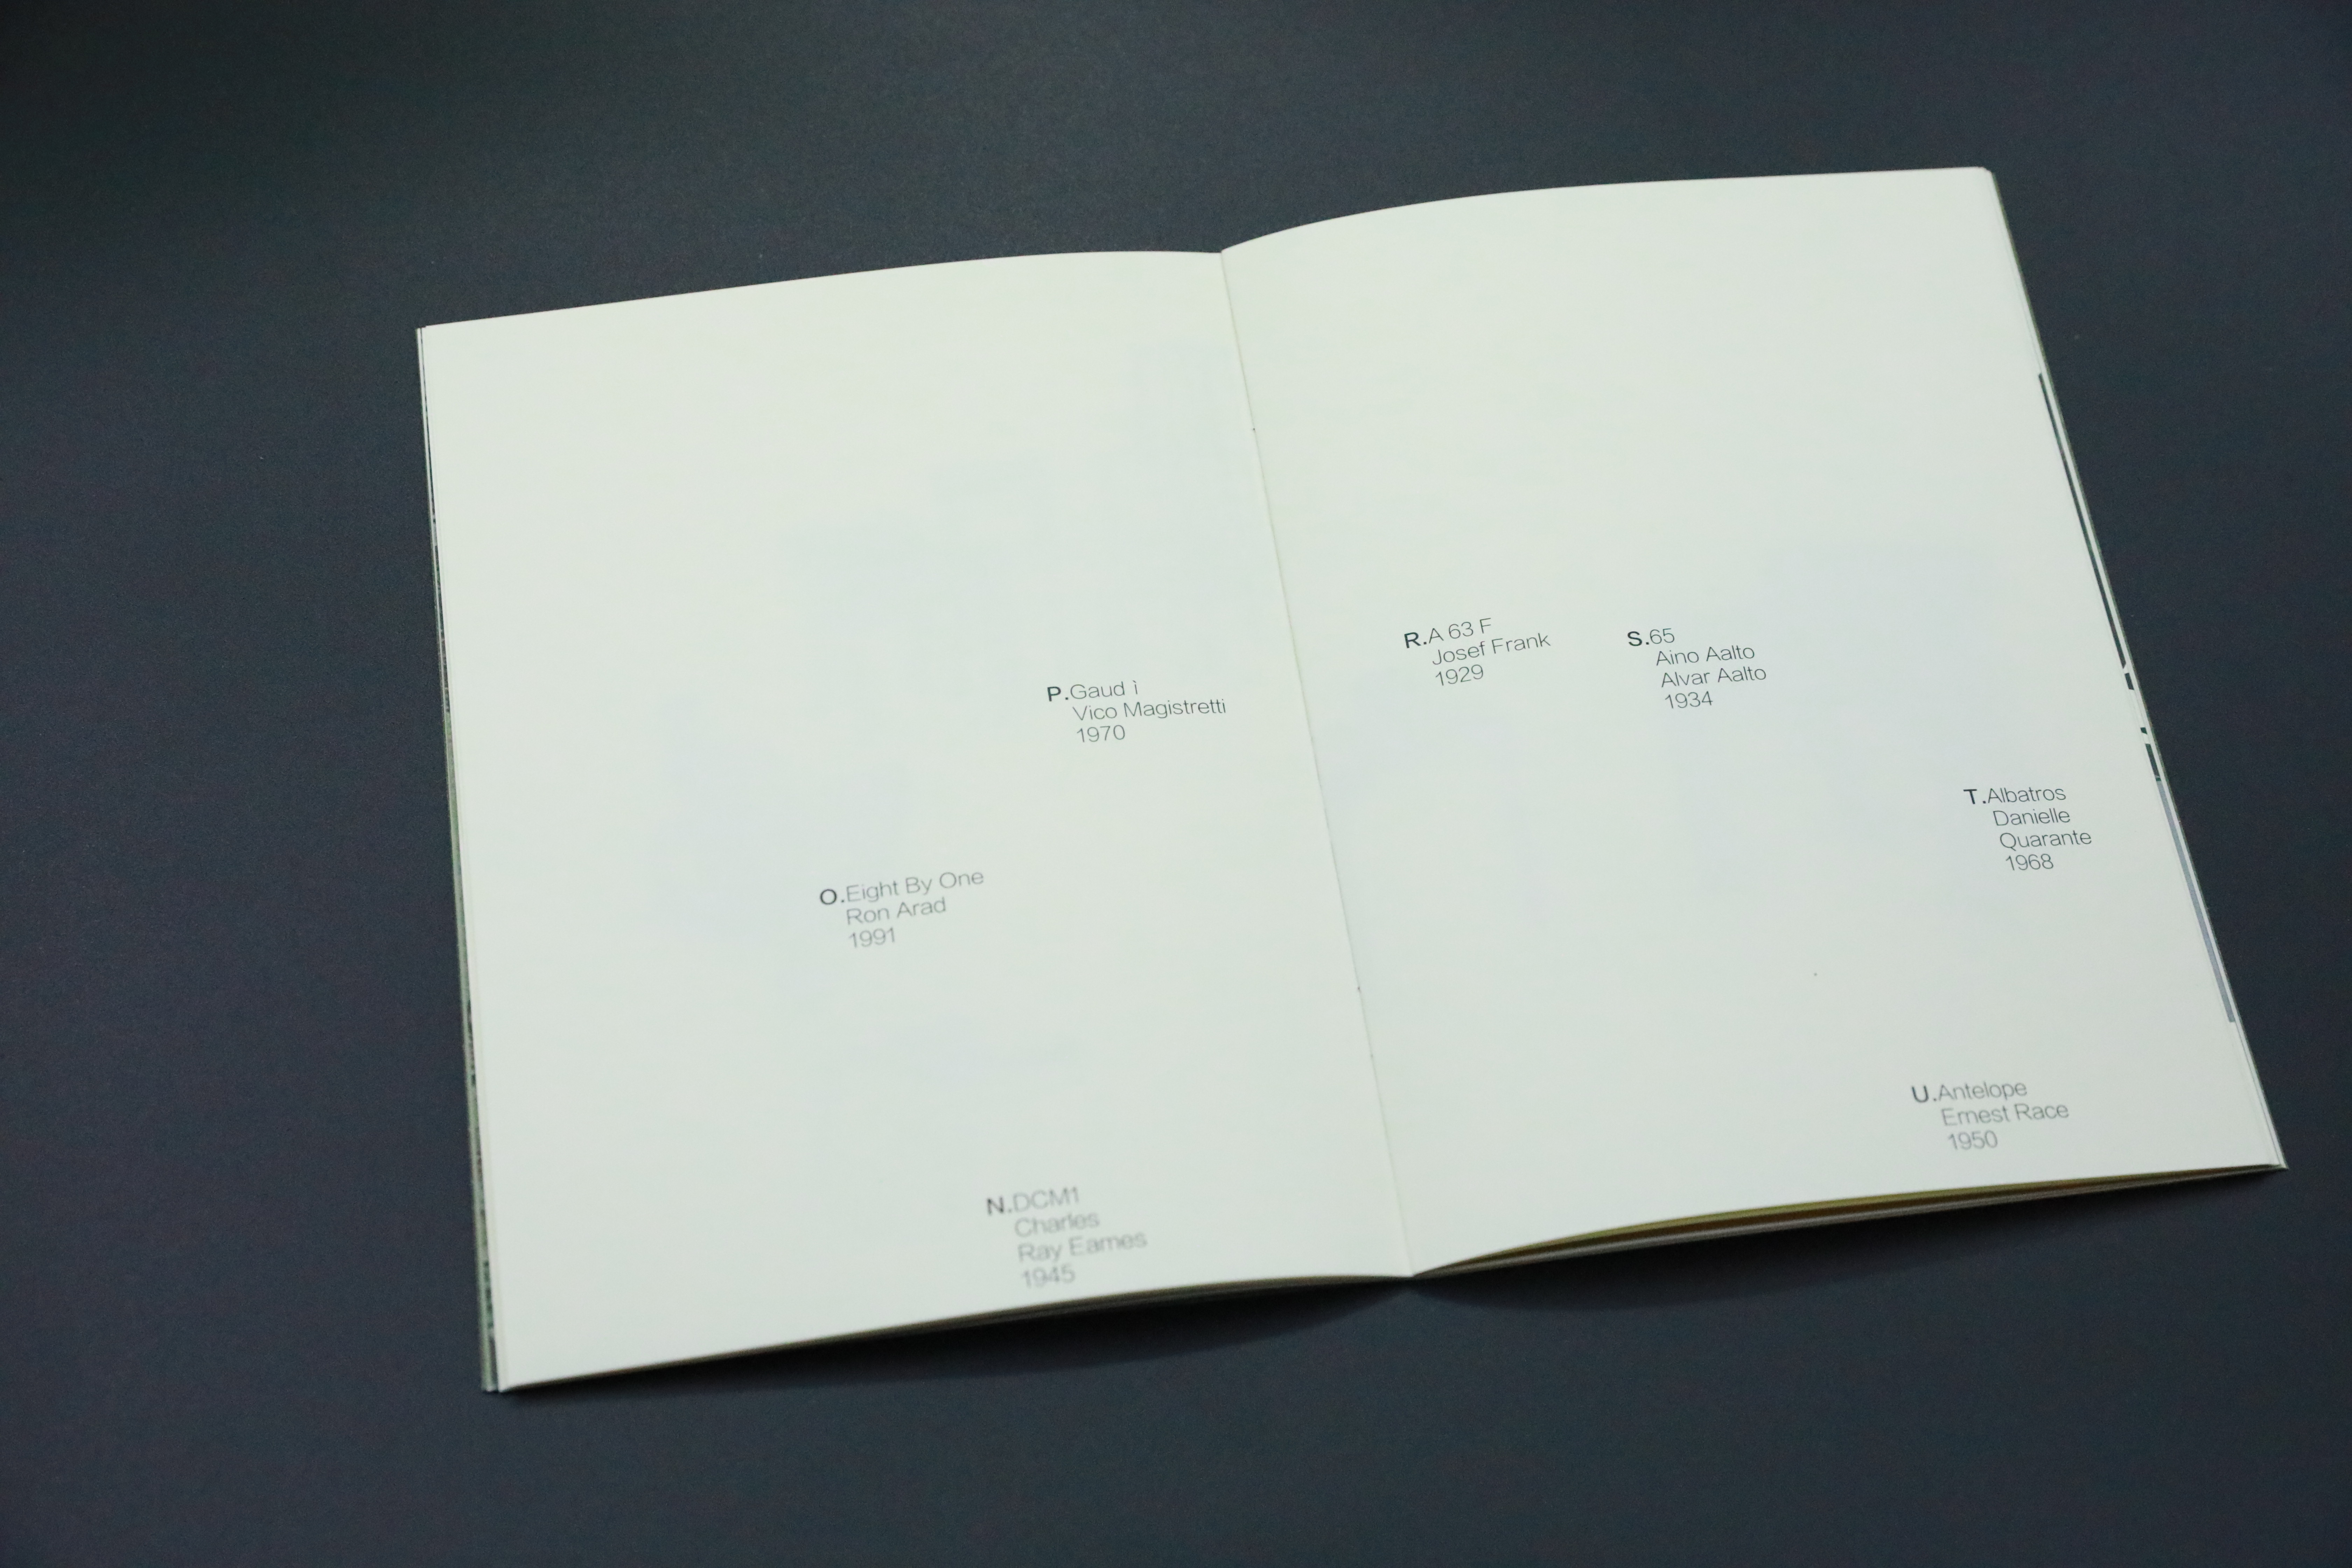 P.Gaud ì
Vico Magistretti
1970
O.Eight By One
Ron Arad
1991
N.DCM1
Charles
Ray Eames
1945
R.A 63 F
Josef Frank
1929
S.65
Aino Aalto
Alvar Aalto
1934
T.Albatros
Danielle
Quarante
1968
U.Antelope
Ernest Race
1950